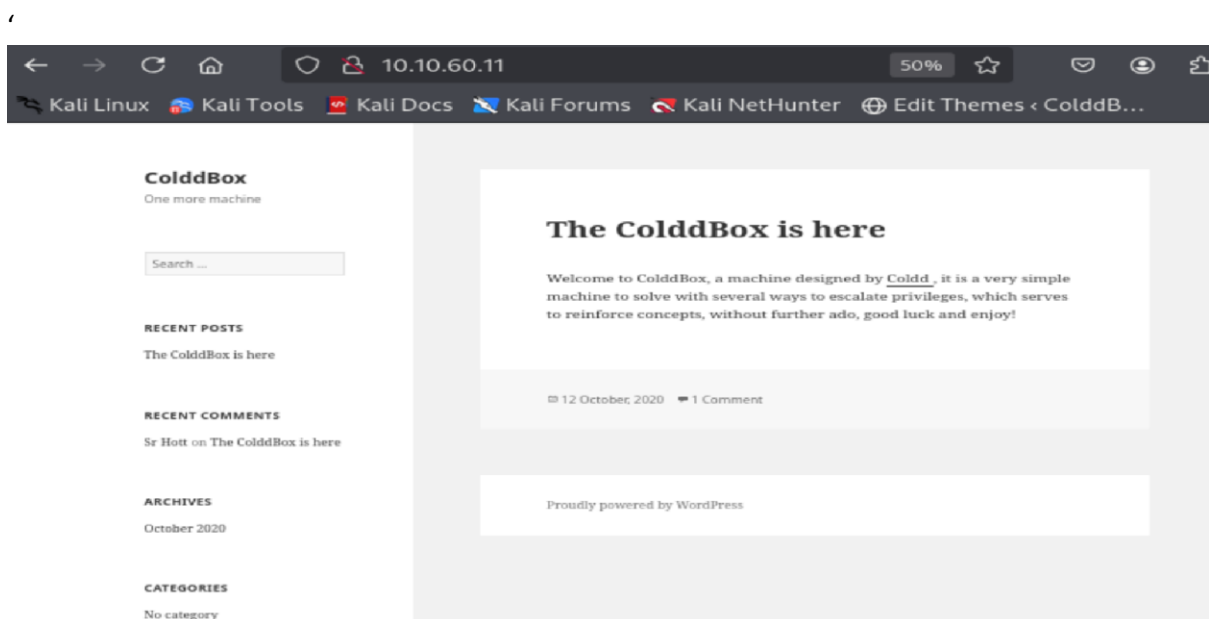 ‘
10.10.60.11
50%
Kali Linux Kali Tools Kali Docs Kali Forums Kali NetHunter Edit Themes ‹ ColddB...
ColddBox
One more machine
Search ...
RECENT POSTS
The ColddBox is here
RECENT COMMENTS
Sr Hott on The ColddBox is here
ARCHIVES
October 2020
CATEGORIES
No category
The ColddBox is here
Welcome to ColddBox, a machine designed by Coldd , it is a very simple
machine to solve with several ways to escalate privileges, which serves
to reinforce concepts, without further ado, good luck and enjoy!
12 October, 2020 1 Comment
Proudly powered by WordPress